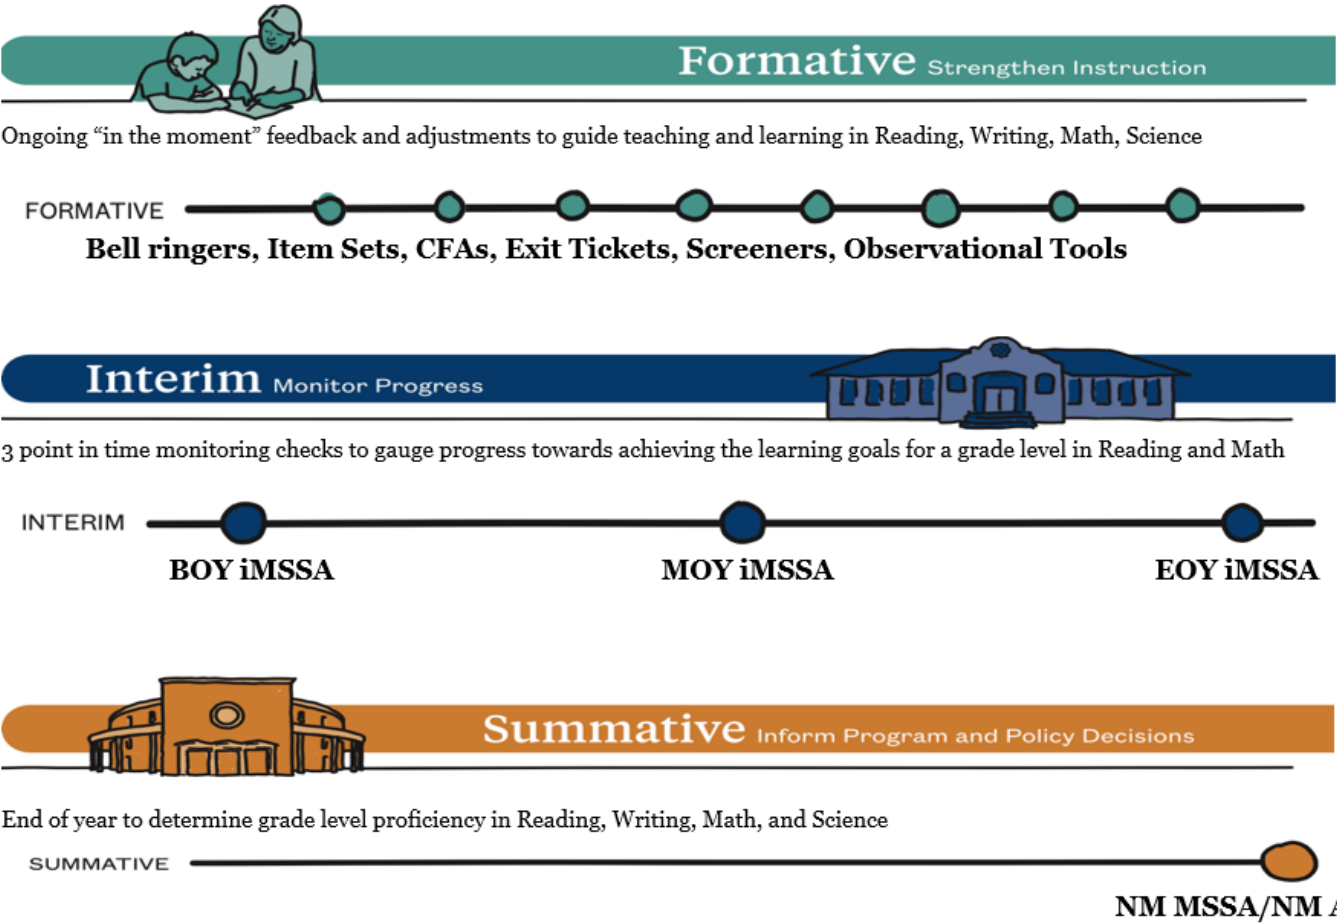 Formative Strengthen Instruction
Ongoing “in the moment” feedback and adjustments to guide teaching and learning in Reading, Writing, Math, Science
FORMATIVE
Bell ringers, Item Sets, CFAs, Exit Tickets, Screeners, Observational Tools
Interim Monitor Progress
3 point in time monitoring checks to gauge progress towards achieving the learning goals for a grade level in Reading and Math
INTERIM
BOY iMSSA MOY iMSSA EOY iMSSA
Summative Inform Program and Policy Decisions
End of year to determine grade level proficiency in Reading, Writing, Math, and Science
SUMMATIVE
NM MSSA/NM